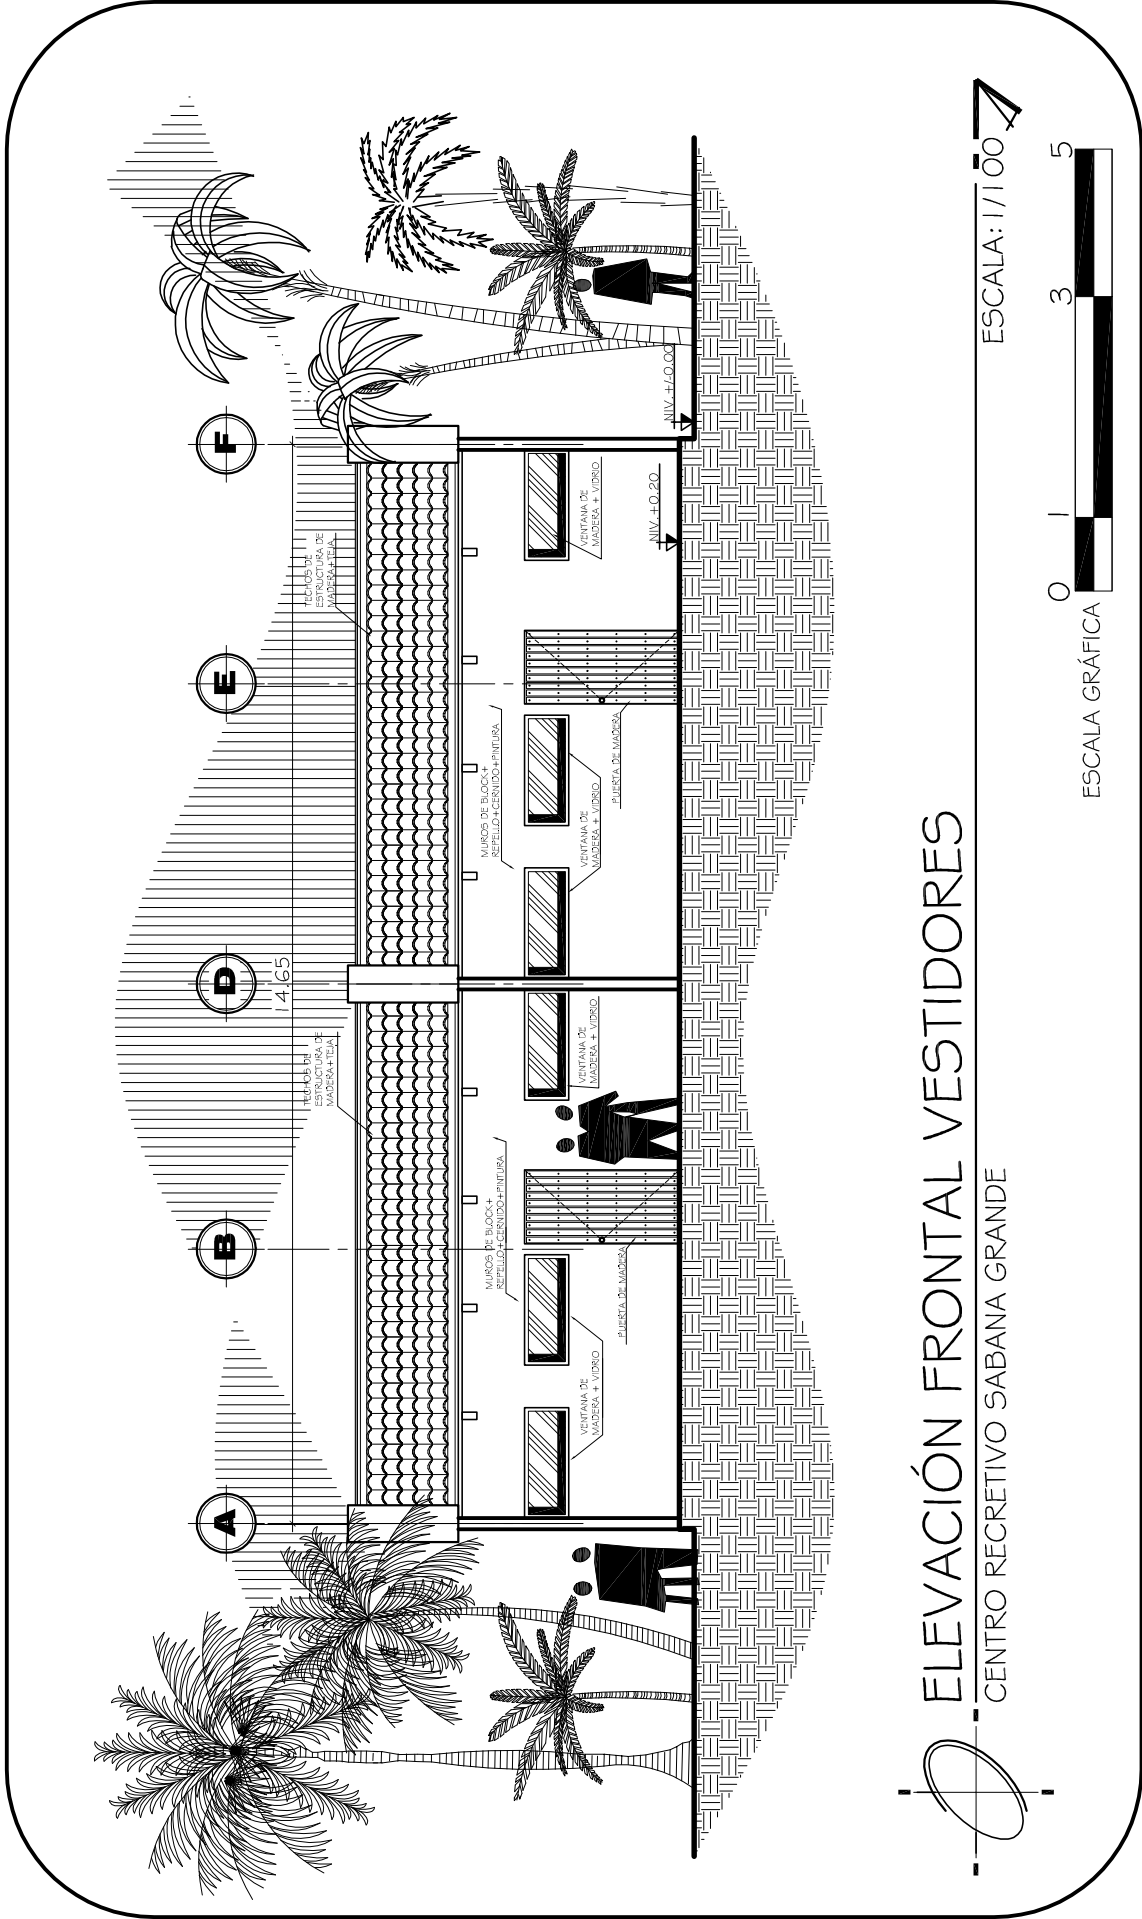 A
B
D
E
F
14.65
TECHOS DE
ESTRUCTURA DE
MADERA+TEJA
TECHOS DE
ESTRUCTURA DE
MADERA+TEJA
MUROS DE BLOCK+
REPELLO+CERNIDO+PINTURA
MUROS DE BLOCK+
REPELLO+CERNIDO+PINTURA
VENTANA DE
MADERA + VIDRIO
PUERTA DE MADERA
VENTANA DE
MADERA + VIDRIO
VENTANA DE
MADERA + VIDRIO
PUERTA DE MADERA
VENTANA DE
MADERA + VIDRIO
NIV.+0.20
NIV.+/-0.00
ELEVACIÓN FRONTAL VESTIDORES
CENTRO RECRETIVO SABANA GRANDE
ESCALA:1/100
ESCALA GRÁFICA
0 1 3 5